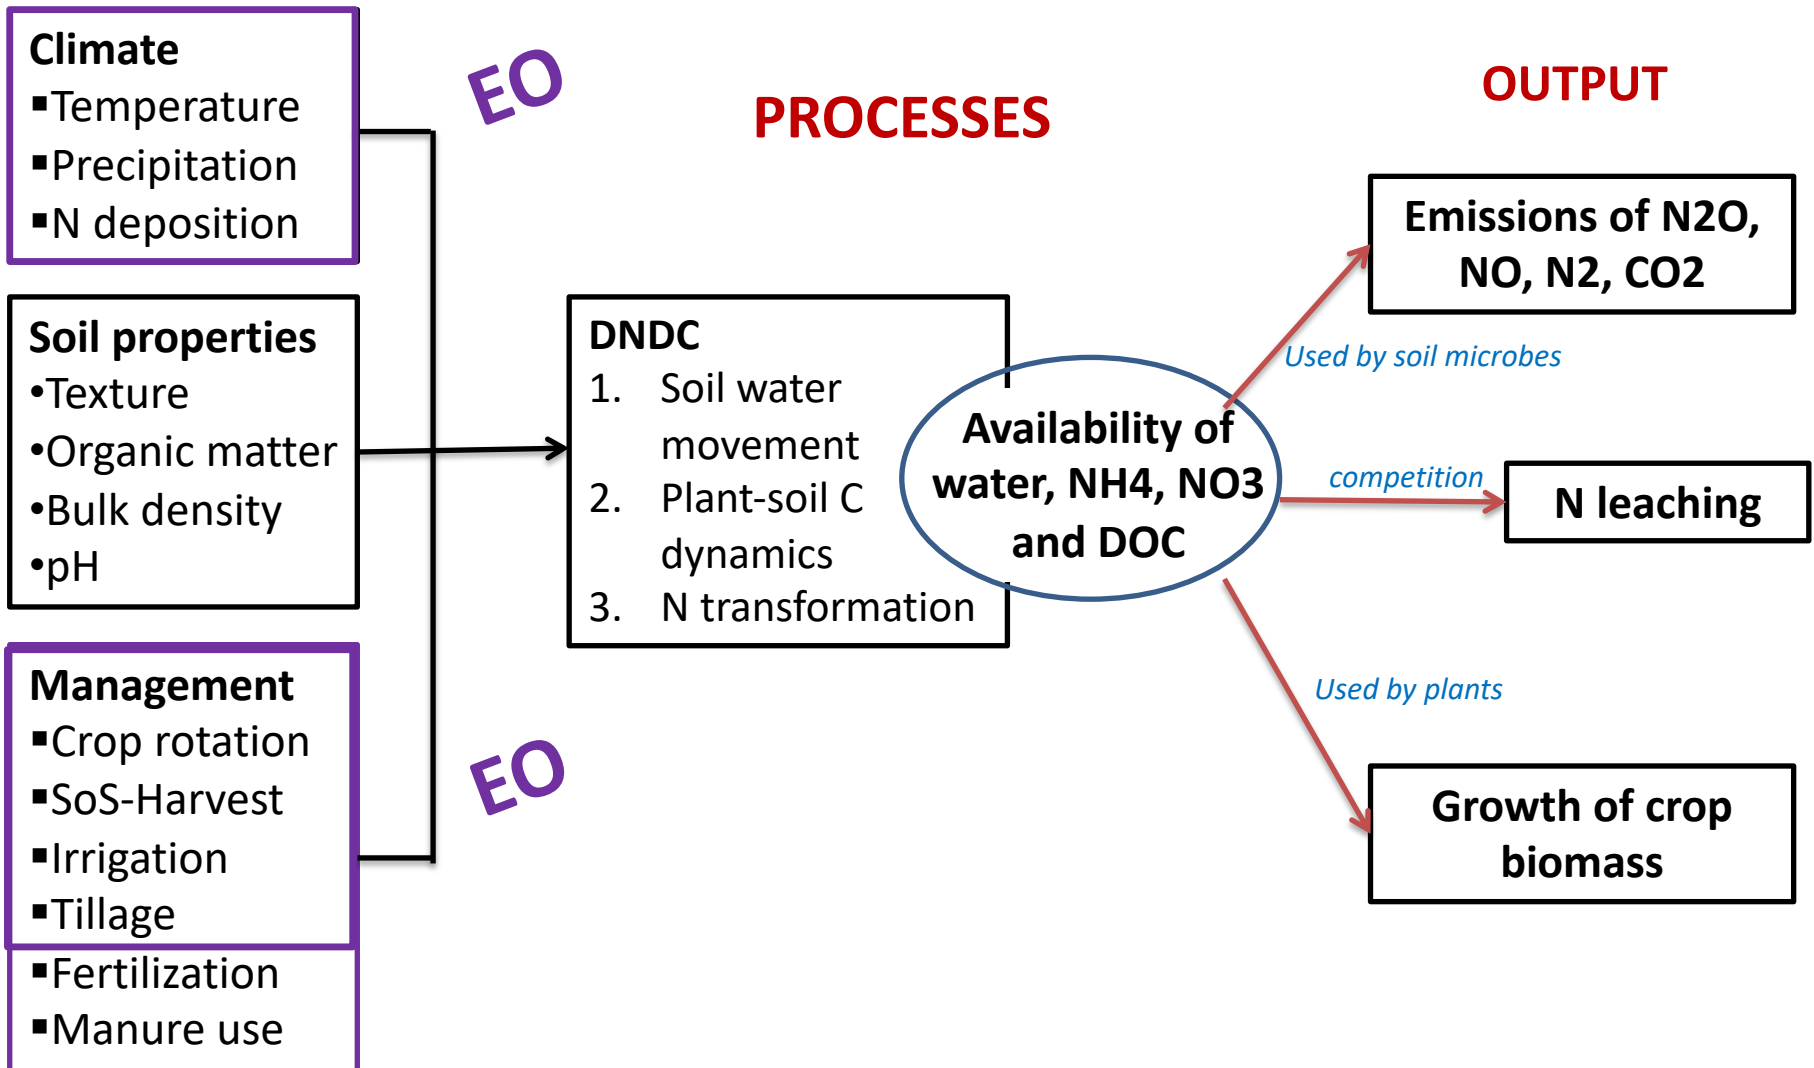 Climate
▪Temperature
▪Precipitation
▪N deposition
Soil properties
•Texture
•Organic matter
•Bulk density
•pH
Management
▪Crop rotation
▪SoS-Harvest
▪Irrigation
▪Tillage
▪Fertilization
▪Manure use
EO
EO
PROCESSES
DNDC
1. Soil water
movement
2. Plant-soil C
dynamics
3. N transformation
Availability of
water, NH4, NO3
and DOC
OUTPUT
Used by soil microbes
Emissions of N2O,
NO, N2, CO2
competition
N leaching
Used by plants
Growth of crop
biomass